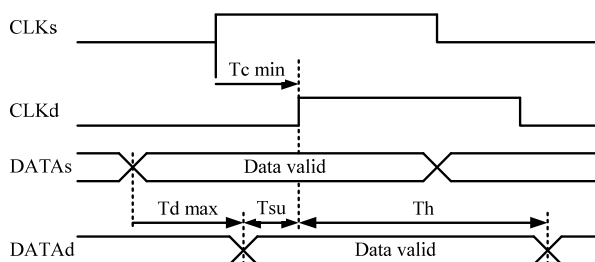 CLKs
Tc min
CLKd
DATAs Data valid
Td max Tsu Th
DATAd Data valid